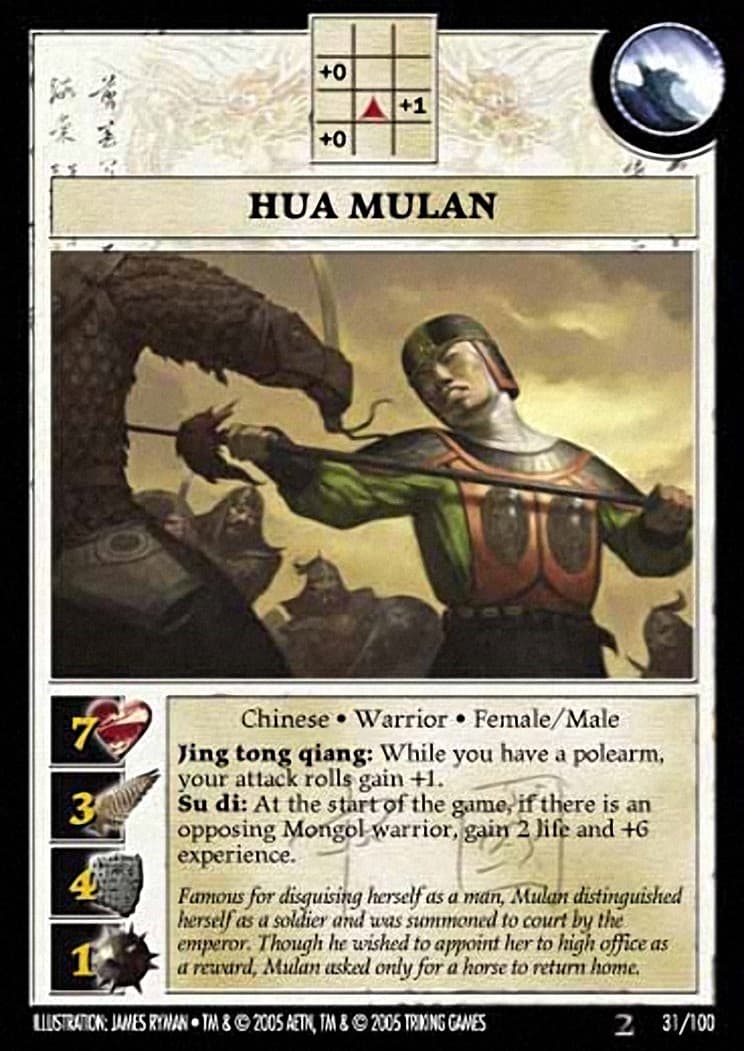 +0
+1
+0
HUA MULAN
7
3
4
1
Chinese • Warrior • Female/Male
Jing tong qiang: While you have a polearm,
your attack rolls gain +1.
Su di: At the start of the game, if there is an
opposing Mongol warrior, gain 2 life and +6
experience.
Famous for disguising herself as a man, Mulan distinguished
herself as a soldier and was summoned to court by the
emperor. Though he wished to appoint her to high office as
a reward, Mulan asked only for a horse to return home.
ILLUSTRATION: JAMES RYMAN • TM & © 2005 AETN, TM & © 2005 TRIKING GAMES
2 31/100